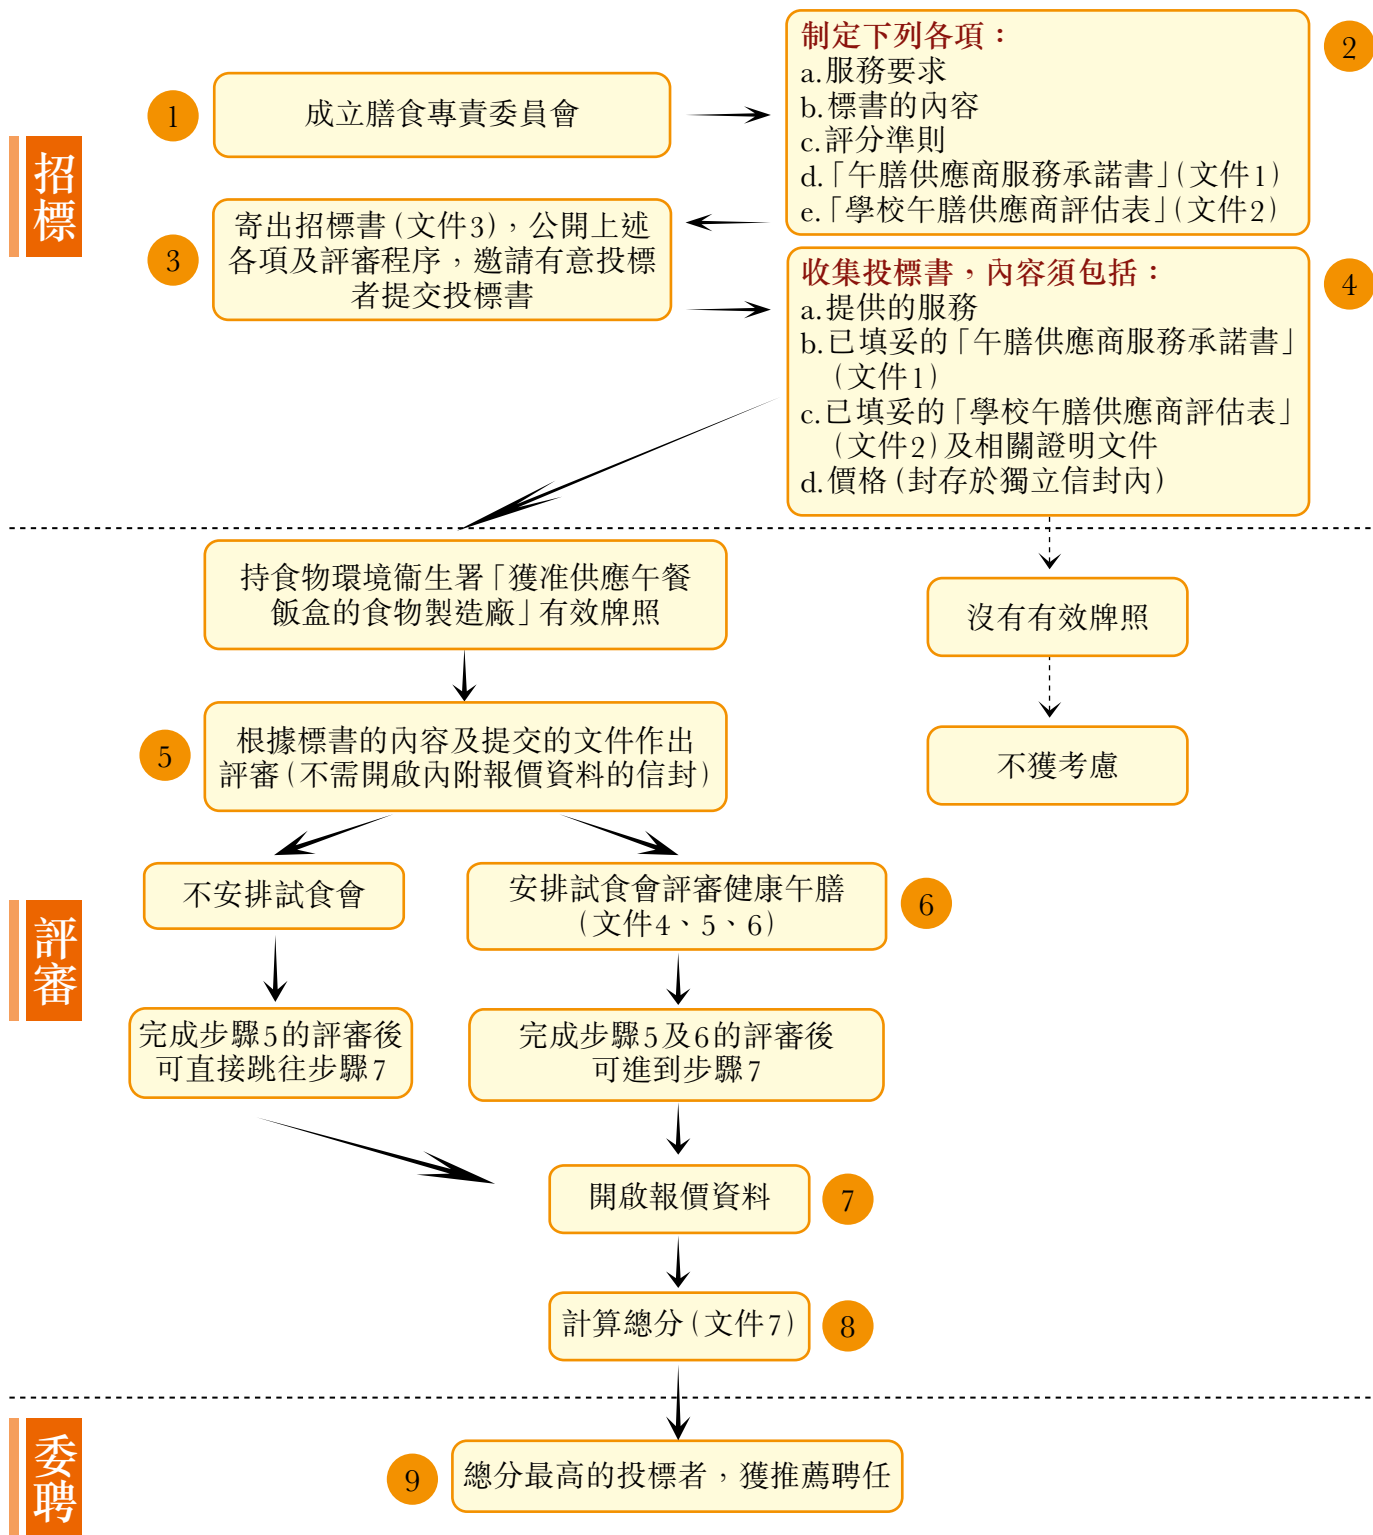 招標
1
成立膳食專責委員會
2
制定下列各項：
a.服務要求
b.標書的內容
c.評分準則
d.「午膳供應商服務承諾書」(文件1)
e.「學校午膳供應商評估表」(文件2)
3
寄出招標書(文件3)，公開上述
各項及評審程序，邀請有意投標
者提交投標書
4
收集投標書，內容須包括：
a.提供的服務
b.已填妥的「午膳供應商服務承諾書」
(文件1)
c.已填妥的「學校午膳供應商評估表」
(文件2)及相關證明文件
d.價格(封存於獨立信封內)
評審
持食物環境衞生署「獲准供應午餐
飯盒的食物製造廠」有效牌照
沒有有效牌照
不獲考慮
5
根據標書的內容及提交的文件作出
評審(不需開啟內附報價資料的信封)
不安排試食會
安排試食會評審健康午膳
(文件4、5、6)
6
完成步驟5的評審後
可直接跳往步驟7
完成步驟5及6的評審後
可進到步驟7
開啟報價資料
7
計算總分(文件7)
8
委聘
9
總分最高的投標者，獲推薦聘任